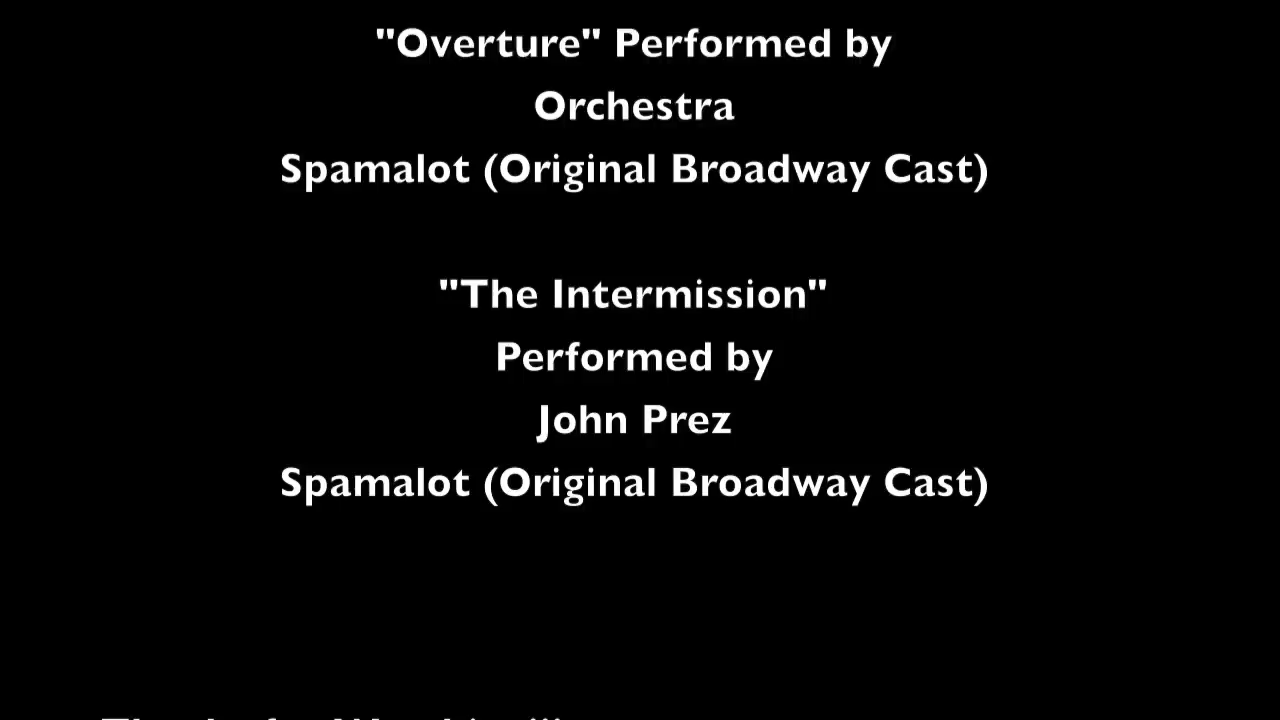 "Overture" Performed by
Orchestra
Spamalot (Original Broadway Cast)
"The Intermission"
Performed by
John Prez
Spamalot (Original Broadway Cast)